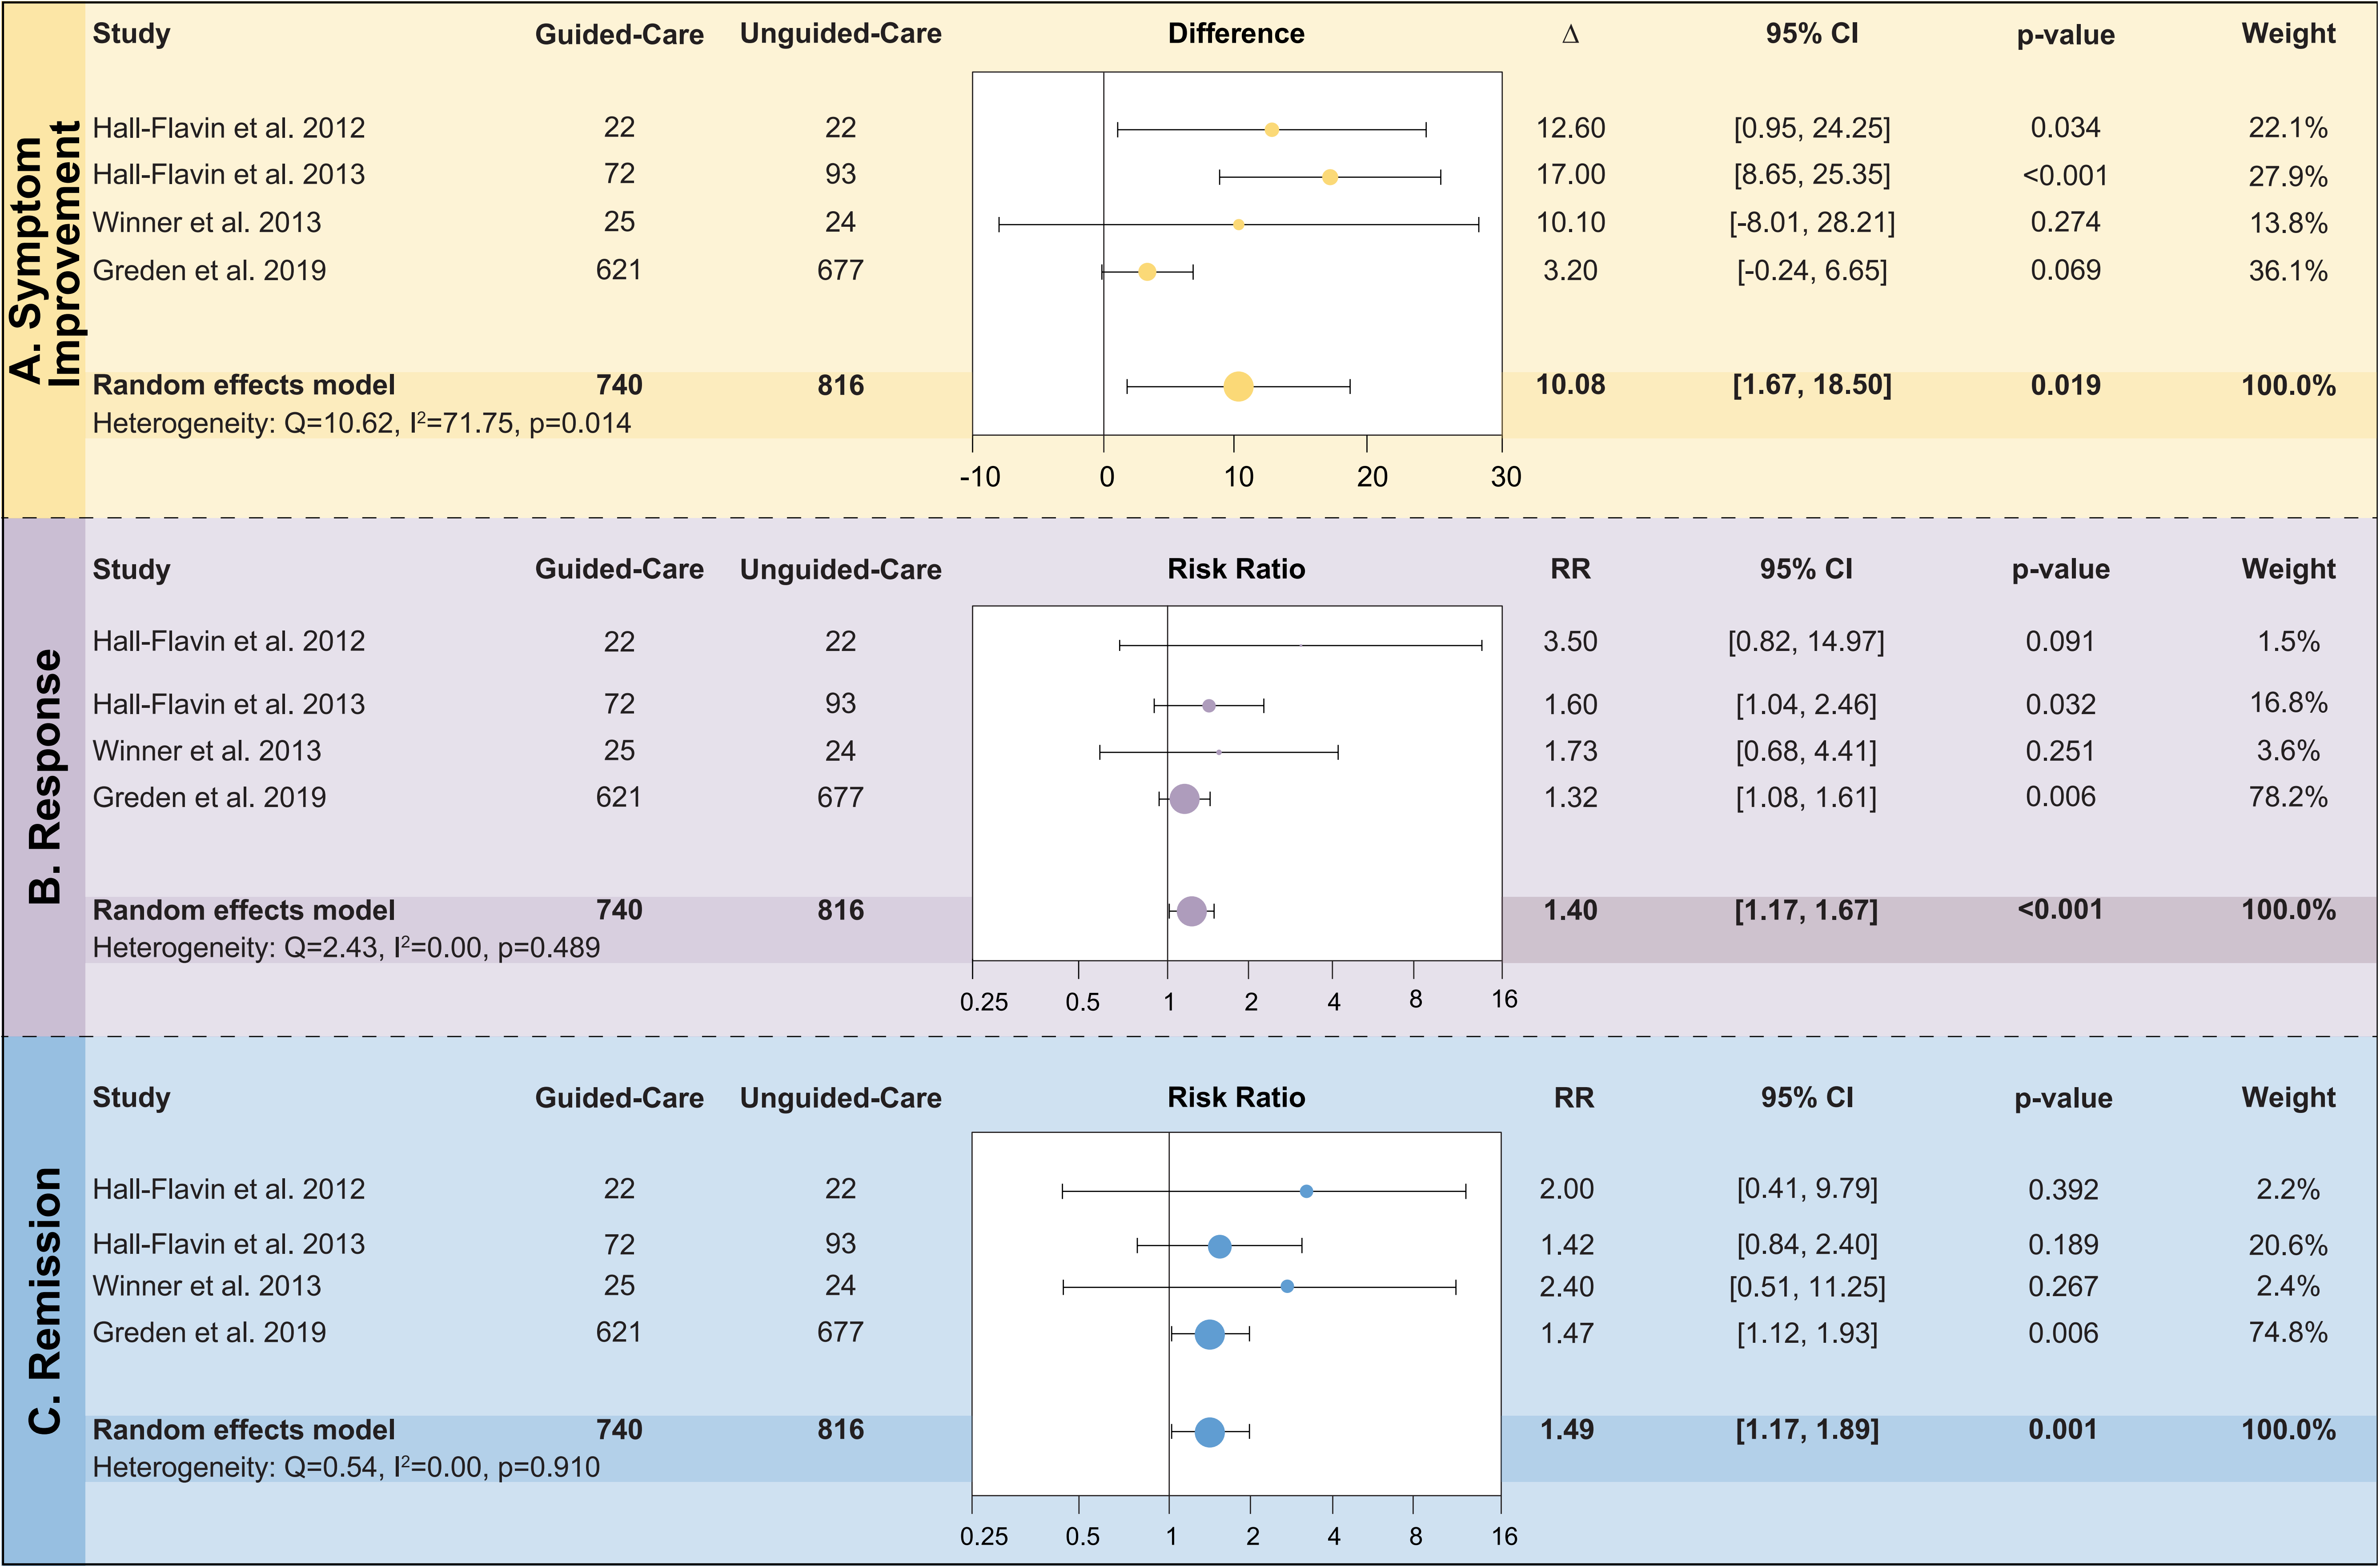 A. Symptom
Improvement
Study Guided-Care Unguided-Care Difference Δ 95% CI p-value Weight
Hall-Flavin et al. 2012 22 22 12.60 [0.95, 24.25] 0.034 22.1%
Hall-Flavin et al. 2013 72 93 17.00 [8.65, 25.35] <0.001 27.9%
Winner et al. 2013 25 24 10.10 [-8.01, 28.21] 0.274 13.8%
Greden et al. 2019 621 677 3.20 [-0.24, 6.65] 0.069 36.1%
Random effects model 740 816 10.08 [1.67, 18.50] 0.019 100.0%
Heterogeneity: Q=10.62, I²=71.75, p=0.014
-10 0 10 20 30
B. Response
Study Guided-Care Unguided-Care Risk Ratio RR 95% CI p-value Weight
Hall-Flavin et al. 2012 22 22 3.50 [0.82, 14.97] 0.091 1.5%
Hall-Flavin et al. 2013 72 93 1.60 [1.04, 2.46] 0.032 16.8%
Winner et al. 2013 25 24 1.73 [0.68, 4.41] 0.251 3.6%
Greden et al. 2019 621 677 1.32 [1.08, 1.61] 0.006 78.2%
Random effects model 740 816 1.40 [1.17, 1.67] <0.001 100.0%
Heterogeneity: Q=2.43, I²=0.00, p=0.489
0.25 0.5 1 2 4 8 16
C. Remission
Study Guided-Care Unguided-Care Risk Ratio RR 95% CI p-value Weight
Hall-Flavin et al. 2012 22 22 2.00 [0.41, 9.79] 0.392 2.2%
Hall-Flavin et al. 2013 72 93 1.42 [0.84, 2.40] 0.189 20.6%
Winner et al. 2013 25 24 2.40 [0.51, 11.25] 0.267 2.4%
Greden et al. 2019 621 677 1.47 [1.12, 1.93] 0.006 74.8%
Random effects model 740 816 1.49 [1.17, 1.89] 0.001 100.0%
Heterogeneity: Q=0.54, I²=0.00, p=0.910
0.25 0.5 1 2 4 8 16